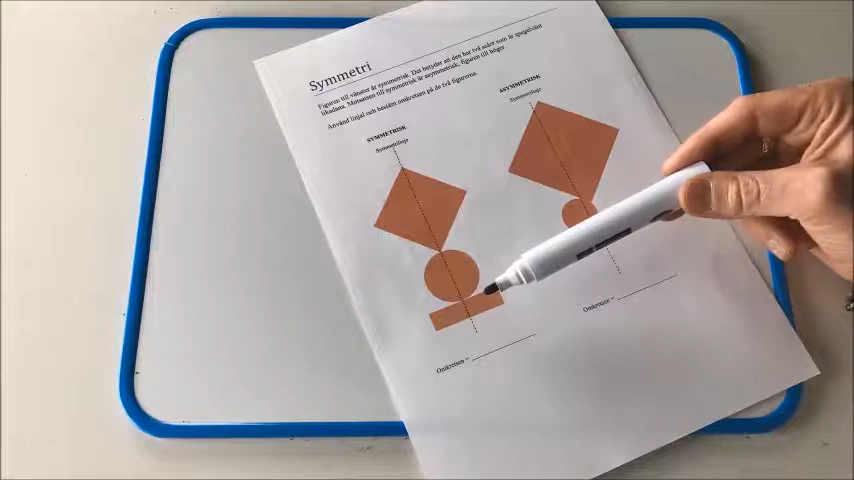 Symmetri
Figuren till vänster är symmetrisk. Det betyder att den har två sidor som är spegelvänt
likadana. Motsatsen till symmetrisk är asymmetrisk, figuren till höger.
Använd linjal och bestäm omkretsen på de två figurerna.
SYMMETRISK
Symmetrilinje
ASYMMETRISK
Symmetrilinje
Omkretsen =
Omkretsen =